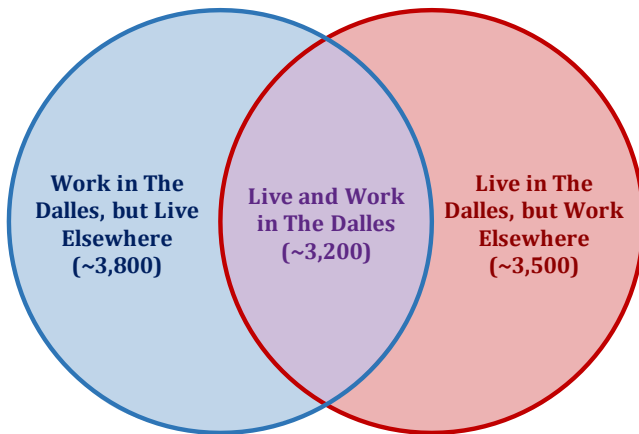 Work in The
Dalles, but Live
Elsewhere
(~3,800)
Live and Work
in The Dalles
(~3,200)
Live in The
Dalles, but Work
Elsewhere
(~3,500)